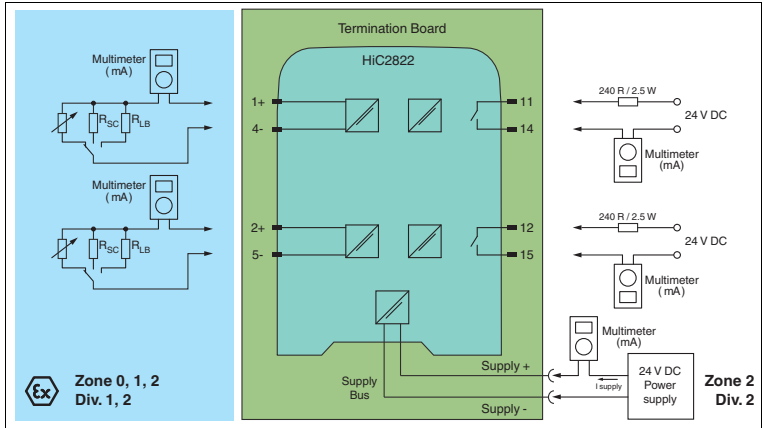 Termination Board
HiC2822
Multimeter
(mA)
RSC
RLB
1+
4-
11
14
240 R / 2.5 W
24 V DC
Multimeter
(mA)
Multimeter
(mA)
RSC
RLB
2+
5-
12
15
240 R / 2.5 W
24 V DC
Multimeter
(mA)
Multimeter
(mA)
Supply +
Supply
Bus
Supply -
I supply
24 V DC
Power
supply
Ex
Zone 0, 1, 2
Div. 1, 2
Zone 2
Div. 2